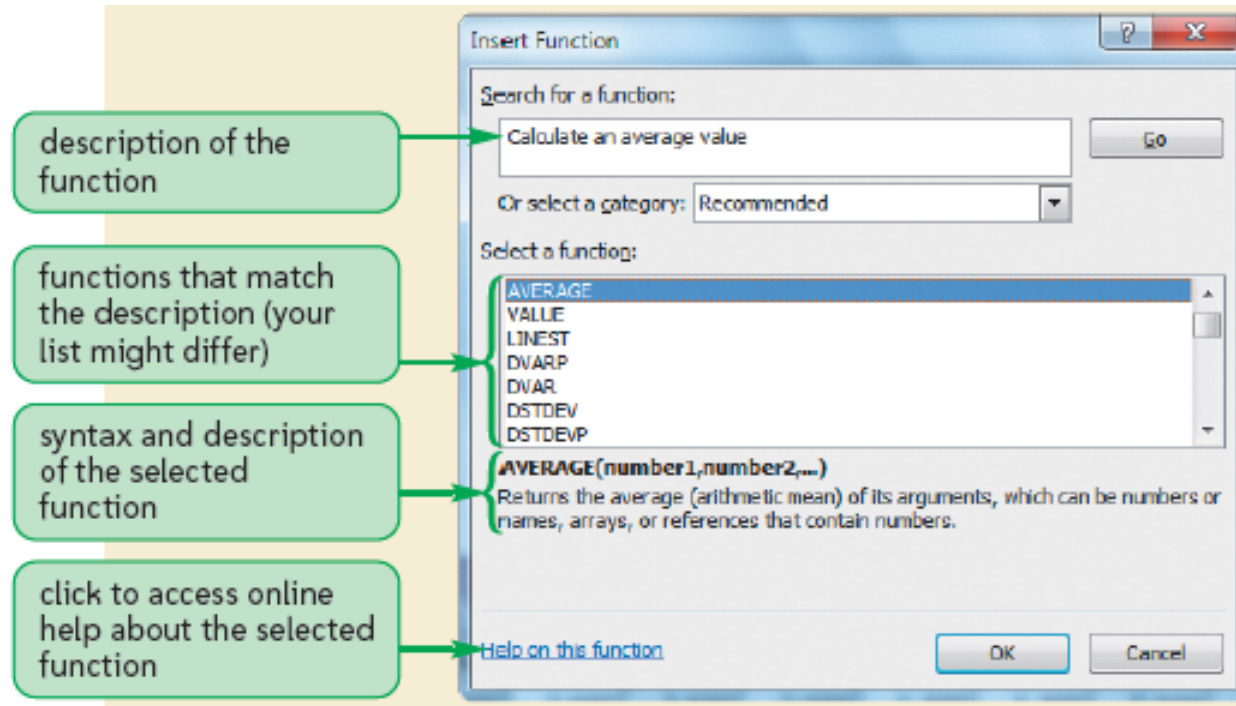 Insert Function
?
x
Search for a function:
description of the
function
Calculate an average value
Go
Or select a category: Recommended
Select a function:
functions that match
the description (your
list might differ)
AVERAGE
VALUE
LINEST
DVARP
DVAR
DSTDEV
DSTDEVP
syntax and description
of the selected
function
AVERAGE(number1,number2,...)
Returns the average (arithmetic mean) of its arguments, which can be numbers or
names, arrays, or references that contain numbers.
click to access online
help about the selected
function
Help on this function
OK
Cancel